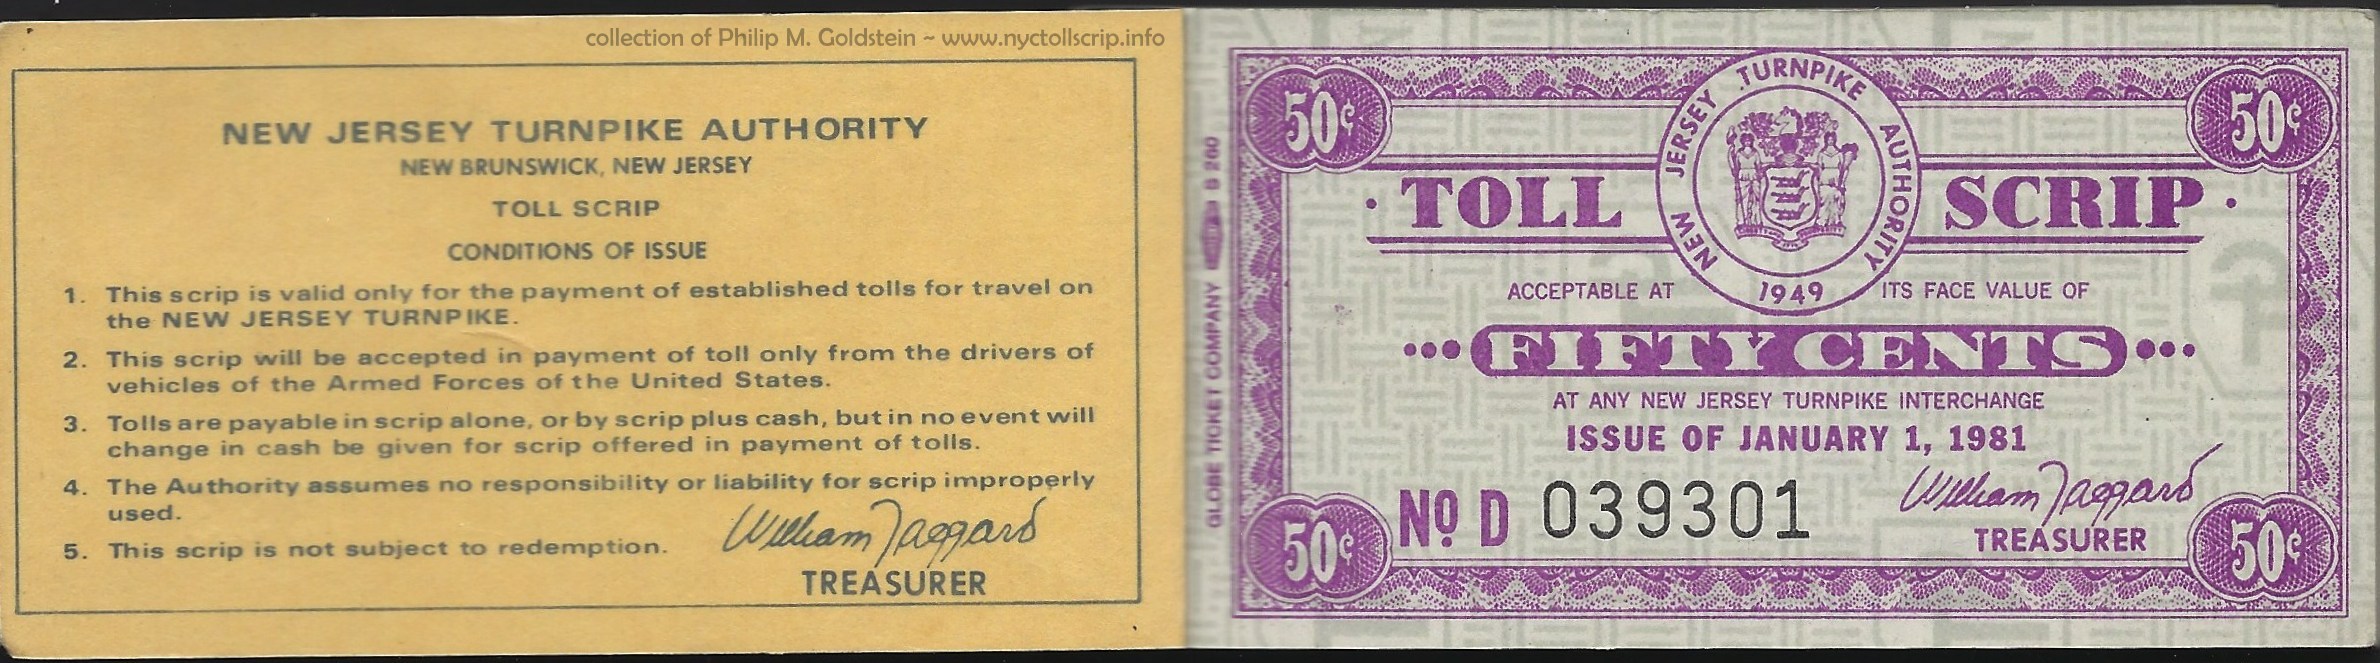 collection of Philip M. Goldstein ~ www.nyctollscrip.info
NEW JERSEY TURNPIKE AUTHORITY
NEW BRUNSWICK, NEW JERSEY
TOLL SCRIP
CONDITIONS OF ISSUE
1. This scrip is valid only for the payment of established tolls for travel on
the NEW JERSEY TURNPIKE.
2. This scrip will be accepted in payment of toll only from the drivers of
vehicles of the Armed Forces of the United States.
3. Tolls are payable in scrip alone, or by scrip plus cash, but in no event will
change in cash be given for scrip offered in payment of tolls.
4. The Authority assumes no responsibility or liability for scrip improperly
used.
5. This scrip is not subject to redemption.
William Taggard
TREASURER
GLOBE TICKET COMPANY B 260
50¢ 50¢
NEW JERSEY TURNPIKE AUTHORITY
1949
· TOLL SCRIP ·
ACCEPTABLE AT ITS FACE VALUE OF
•••FIFTY CENTS•••
AT ANY NEW JERSEY TURNPIKE INTERCHANGE
ISSUE OF JANUARY 1, 1981
No. D 039301
William Taggard
TREASURER
50¢ 50¢